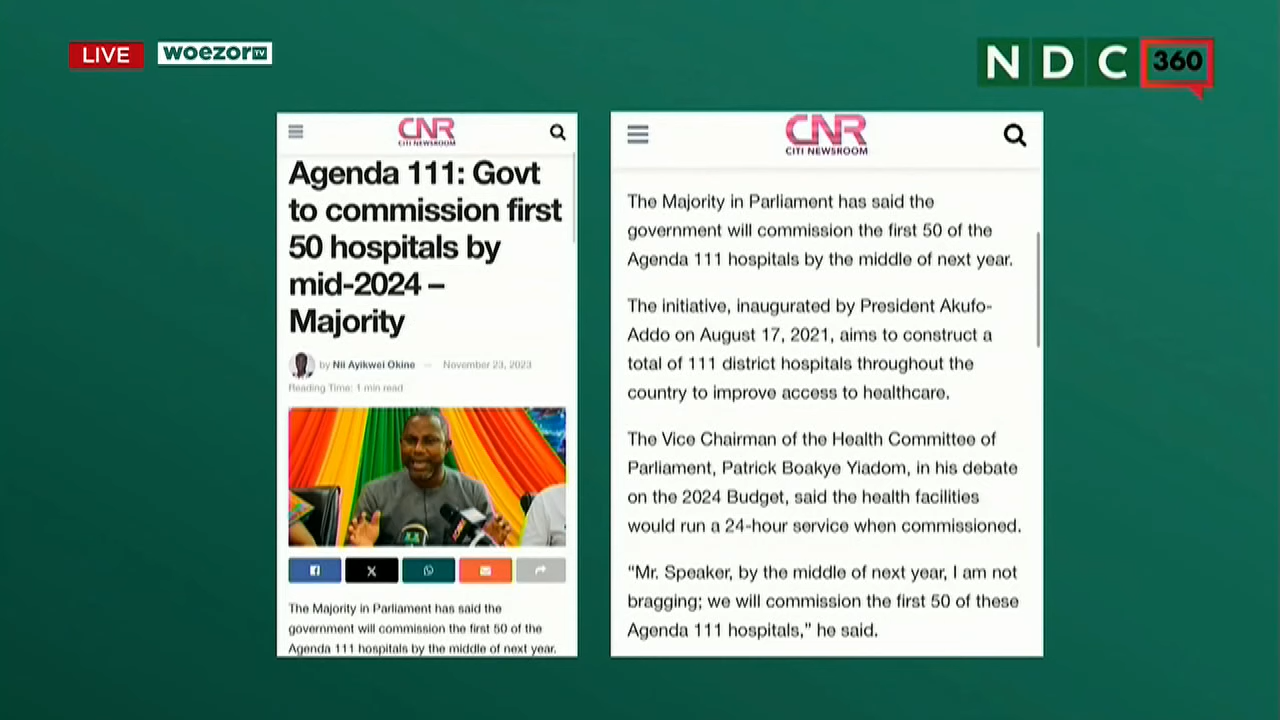 LIVE
woezor TV
N D C 360
CNR
CITI NEWSROOM
Agenda 111: Govt
to commission first
50 hospitals by
mid-2024 –
Majority
by Nii Ayikwei Okine — November 23, 2023
Reading Time: 1 min read
The Majority in Parliament has said the
government will commission the first 50 of the
Agenda 111 hospitals by the middle of next year.
CNR
CITI NEWSROOM
The Majority in Parliament has said the
government will commission the first 50 of the
Agenda 111 hospitals by the middle of next year.
The initiative, inaugurated by President Akufo-
Addo on August 17, 2021, aims to construct a
total of 111 district hospitals throughout the
country to improve access to healthcare.
The Vice Chairman of the Health Committee of
Parliament, Patrick Boakye Yiadom, in his debate
on the 2024 Budget, said the health facilities
would run a 24-hour service when commissioned.
“Mr. Speaker, by the middle of next year, I am not
bragging; we will commission the first 50 of these
Agenda 111 hospitals,” he said.